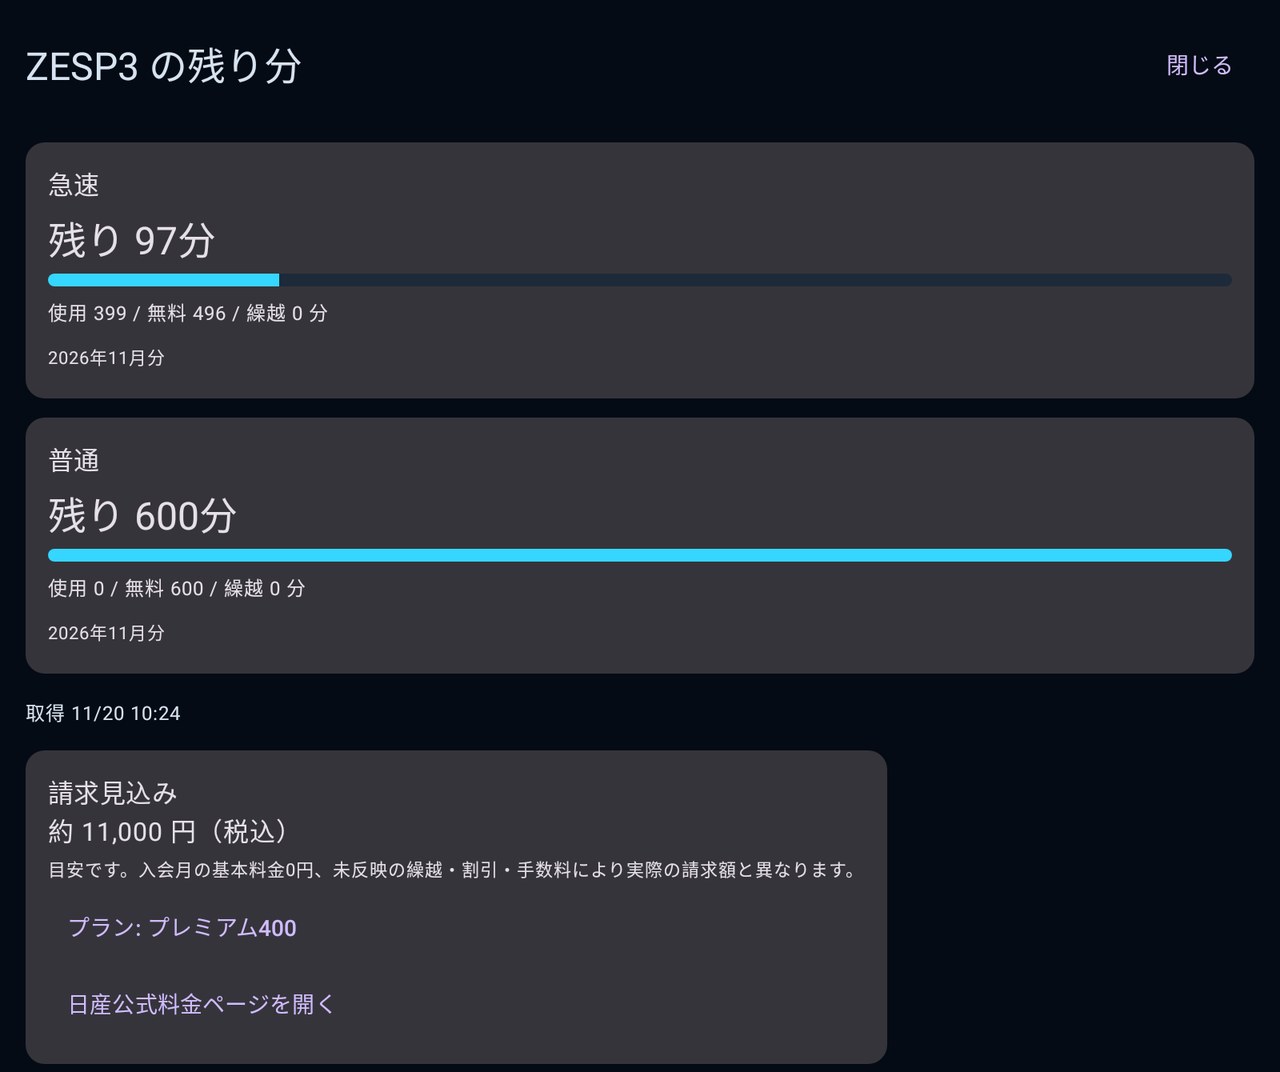 ZESP3 の残り分
閉じる
急速
残り 97分
使用 399 / 無料 496 / 繰越 0 分
2026年11月分
普通
残り 600分
使用 0 / 無料 600 / 繰越 0 分
2026年11月分
取得 11/20 10:24
請求見込み
約 11,000 円（税込）
目安です。入会月の基本料金0円、未反映の繰越・割引・手数料により実際の請求額と異なります。
プラン: プレミアム400
日産公式料金ページを開く